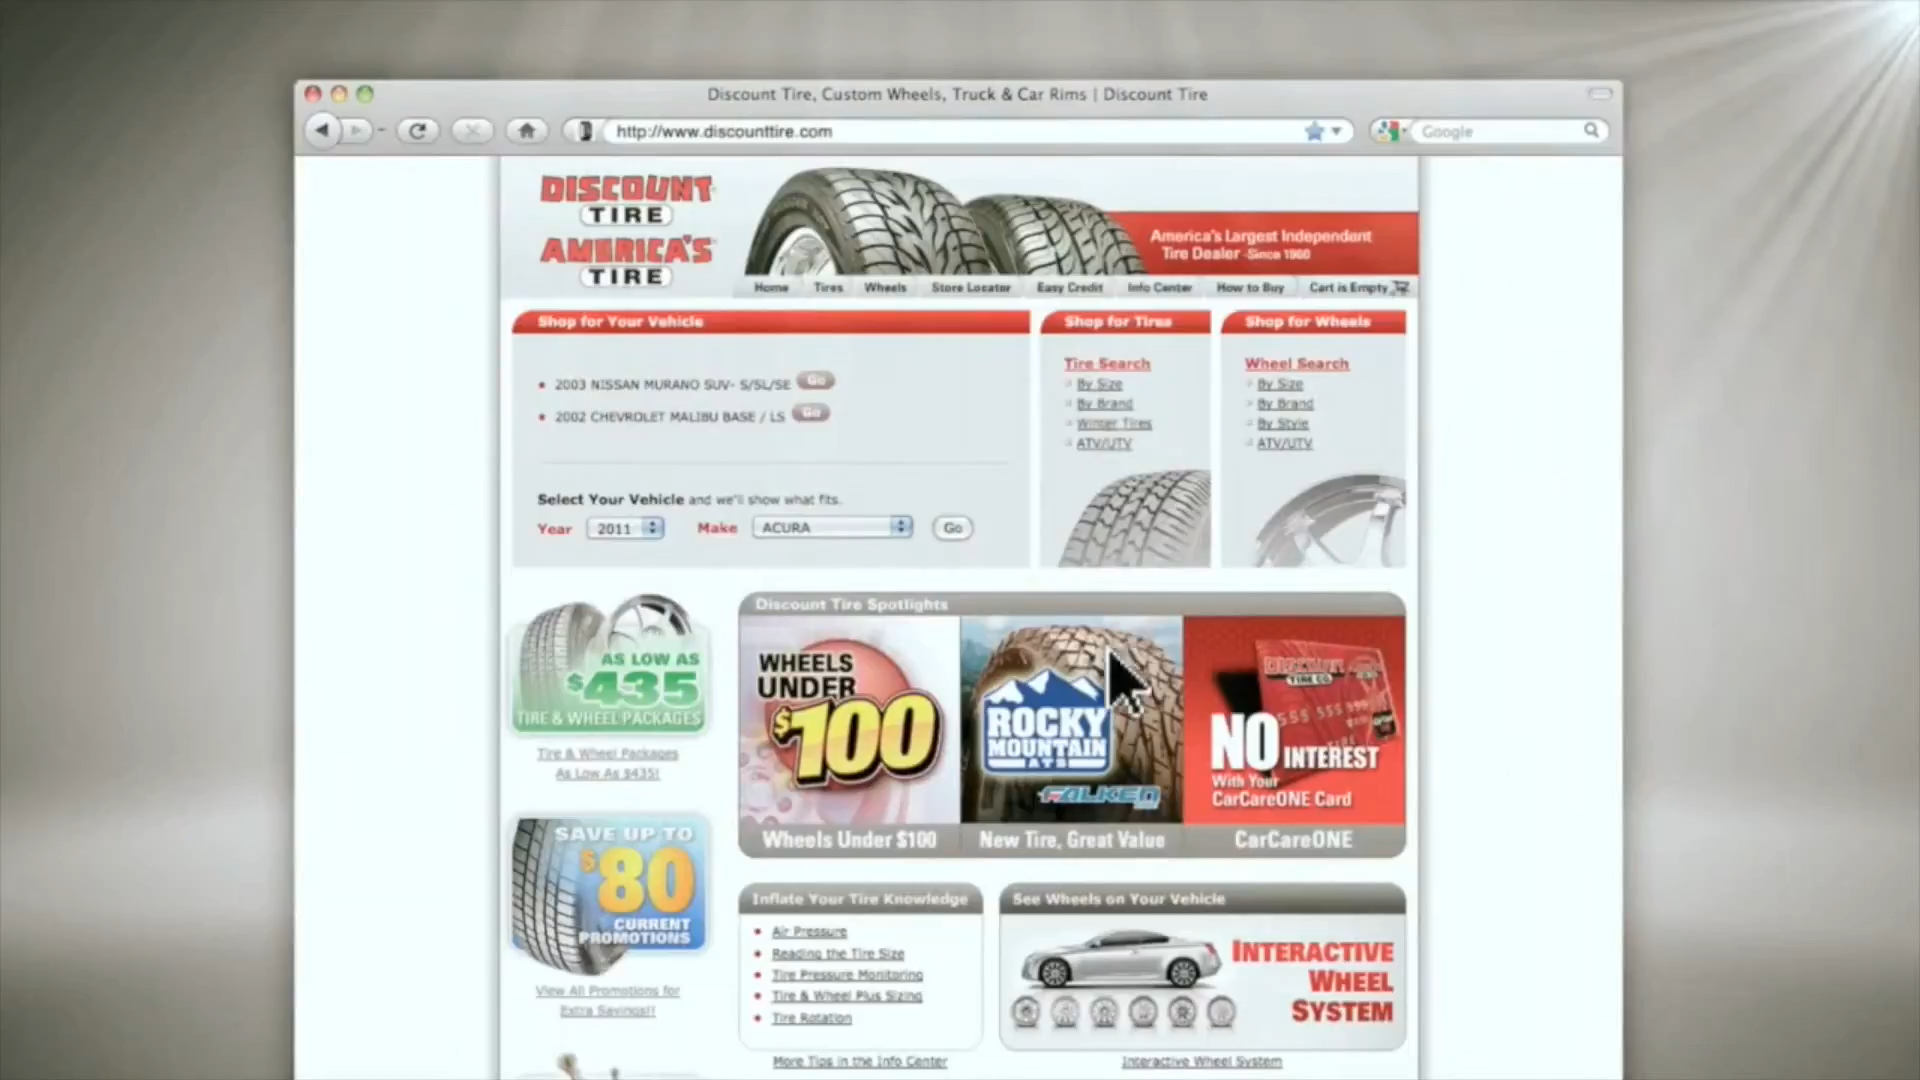 Discount Tire, Custom Wheels, Truck & Car Rims | Discount Tire
http://www.discounttire.com
Google
DISCOUNT
TIRE
AMERICA'S
TIRE
America's Largest Independent
Tire Dealer -Since 1960
Home Tires Wheels Store Locator Easy Credit Info Center How to Buy Cart is Empty
Shop for Your Vehicle
2003 NISSAN MURANO SUV- S/SL/SE Go
2002 CHEVROLET MALIBU BASE / LS Go
Select Your Vehicle and we'll show what fits.
Year 2011 Make ACURA Go
Shop for Tires
Tire Search
By Size
By Brand
Winter Tires
ATV/UTV
Shop for Wheels
Wheel Search
By Size
By Brand
By Style
ATV/UTV
AS LOW AS
$435
TIRE & WHEEL PACKAGES
Tire & Wheel Packages
As Low As $435!
SAVE UP TO
$80
CURRENT
PROMOTIONS
View All Promotions for
Extra Savings!!
Discount Tire Spotlights
WHEELS
UNDER
$100
Wheels Under $100
ROCKY
MOUNTAIN
ATS
FALKEN
New Tire, Great Value
DISCOUNT
TIRE CO.
555 555 555
NO INTEREST
With Your
CarCareONE Card
CarCareONE
Inflate Your Tire Knowledge
Air Pressure
Reading the Tire Size
Tire Pressure Monitoring
Tire & Wheel Plus Sizing
Tire Rotation
More Tips in the Info Center
See Wheels on Your Vehicle
INTERACTIVE
WHEEL
SYSTEM
Interactive Wheel System